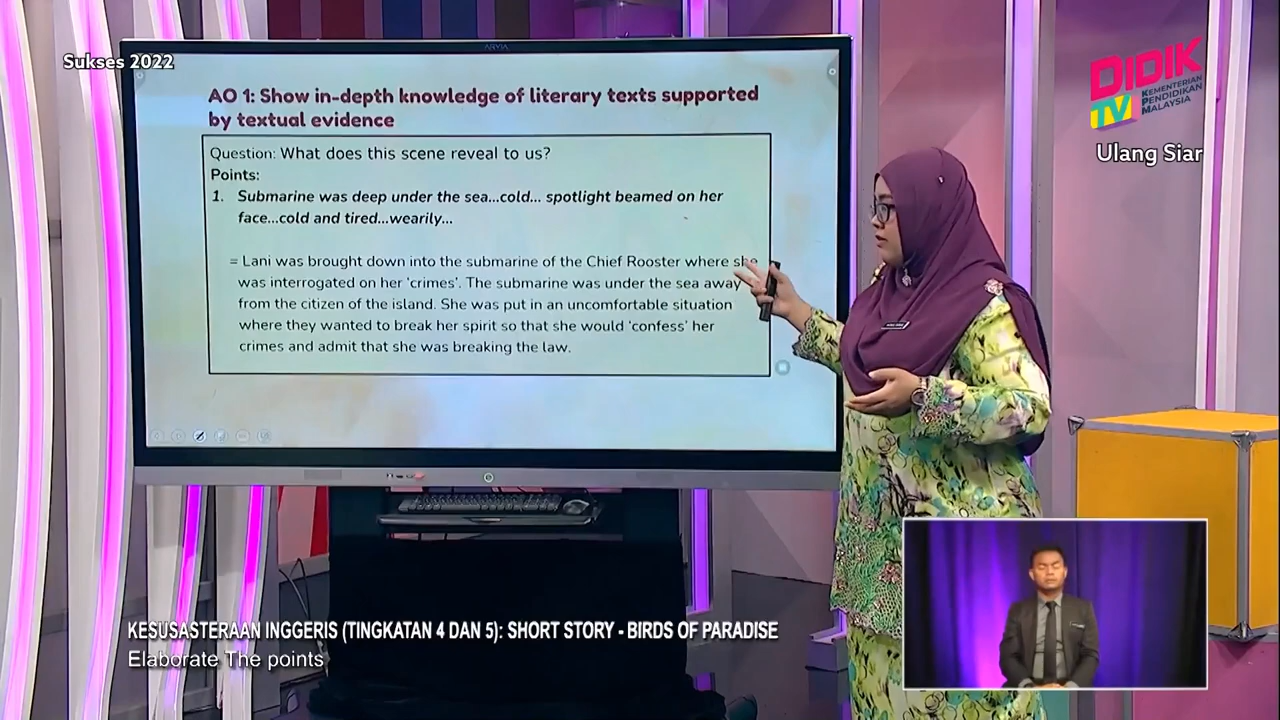 ARVIA
Sukses 2022
AO 1: Show in-depth knowledge of literary texts supported
by textual evidence
Question: What does this scene reveal to us?
Points:
1. Submarine was deep under the sea...cold... spotlight beamed on her
face...cold and tired...wearily...
= Lani was brought down into the submarine of the Chief Rooster where she
was interrogated on her ‘crimes’. The submarine was under the sea away
from the citizen of the island. She was put in an uncomfortable situation
where they wanted to break her spirit so that she would ‘confess’ her
crimes and admit that she was breaking the law.
DIDIK
TV
KEMENTERIAN
PENDIDIKAN
MALAYSIA
Ulang Siar
KESUSASTERAAN INGGERIS (TINGKATAN 4 DAN 5): SHORT STORY - BIRDS OF PARADISE
Elaborate The points